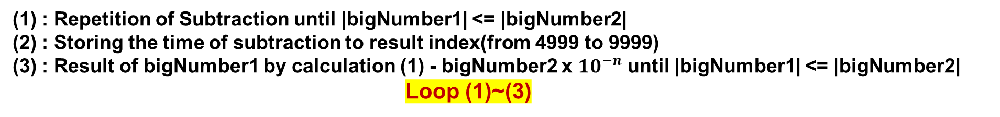 (1) : Repetition of Subtraction until |bigNumber1| <= |bigNumber2|
(2) : Storing the time of subtraction to result index(from 4999 to 9999)
(3) : Result of bigNumber1 by calculation (1) - bigNumber2 x 10⁻ⁿ until |bigNumber1| <= |bigNumber2|
Loop (1)~(3)